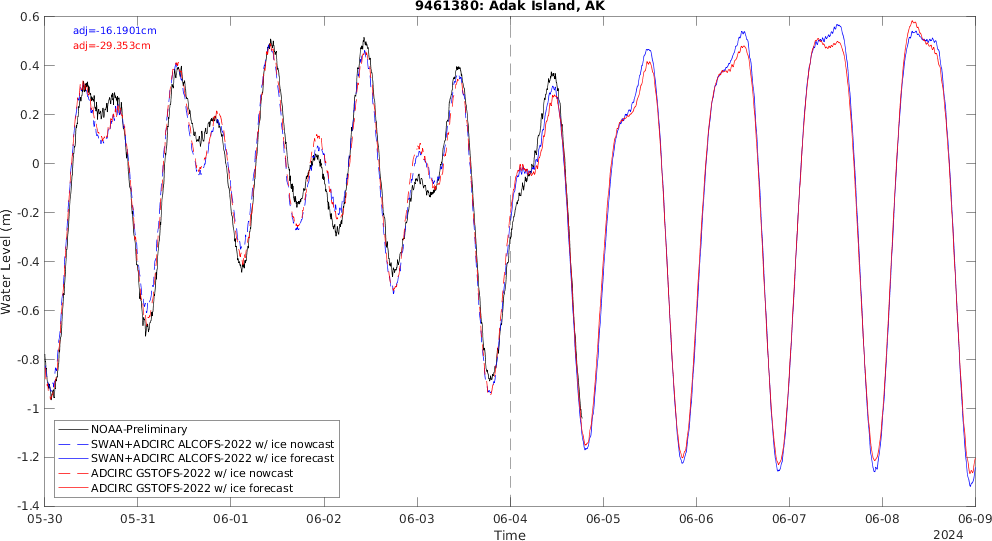 9461380: Adak Island, AK
adj=-16.1901cm
adj=-29.353cm
Water Level (m)
0.6
0.4
0.2
0
-0.2
-0.4
-0.6
-0.8
-1
-1.2
-1.4
NOAA-Preliminary
SWAN+ADCIRC ALCOFS-2022 w/ ice nowcast
SWAN+ADCIRC ALCOFS-2022 w/ ice forecast
ADCIRC GSTOFS-2022 w/ ice nowcast
ADCIRC GSTOFS-2022 w/ ice forecast
05-30 05-31 06-01 06-02 06-03 06-04 06-05 06-06 06-07 06-08 06-09
Time
2024